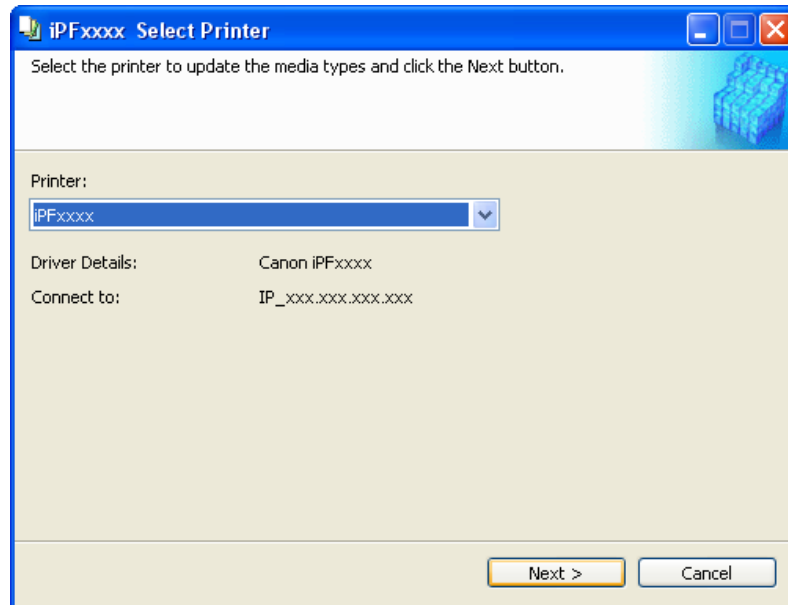 iPFxxxx Select Printer
Select the printer to update the media types and click the Next button.
Printer:
iPFxxxx
Driver Details: Canon iPFxxxx
Connect to: IP_xxx.xxx.xxx.xxx
Next > Cancel